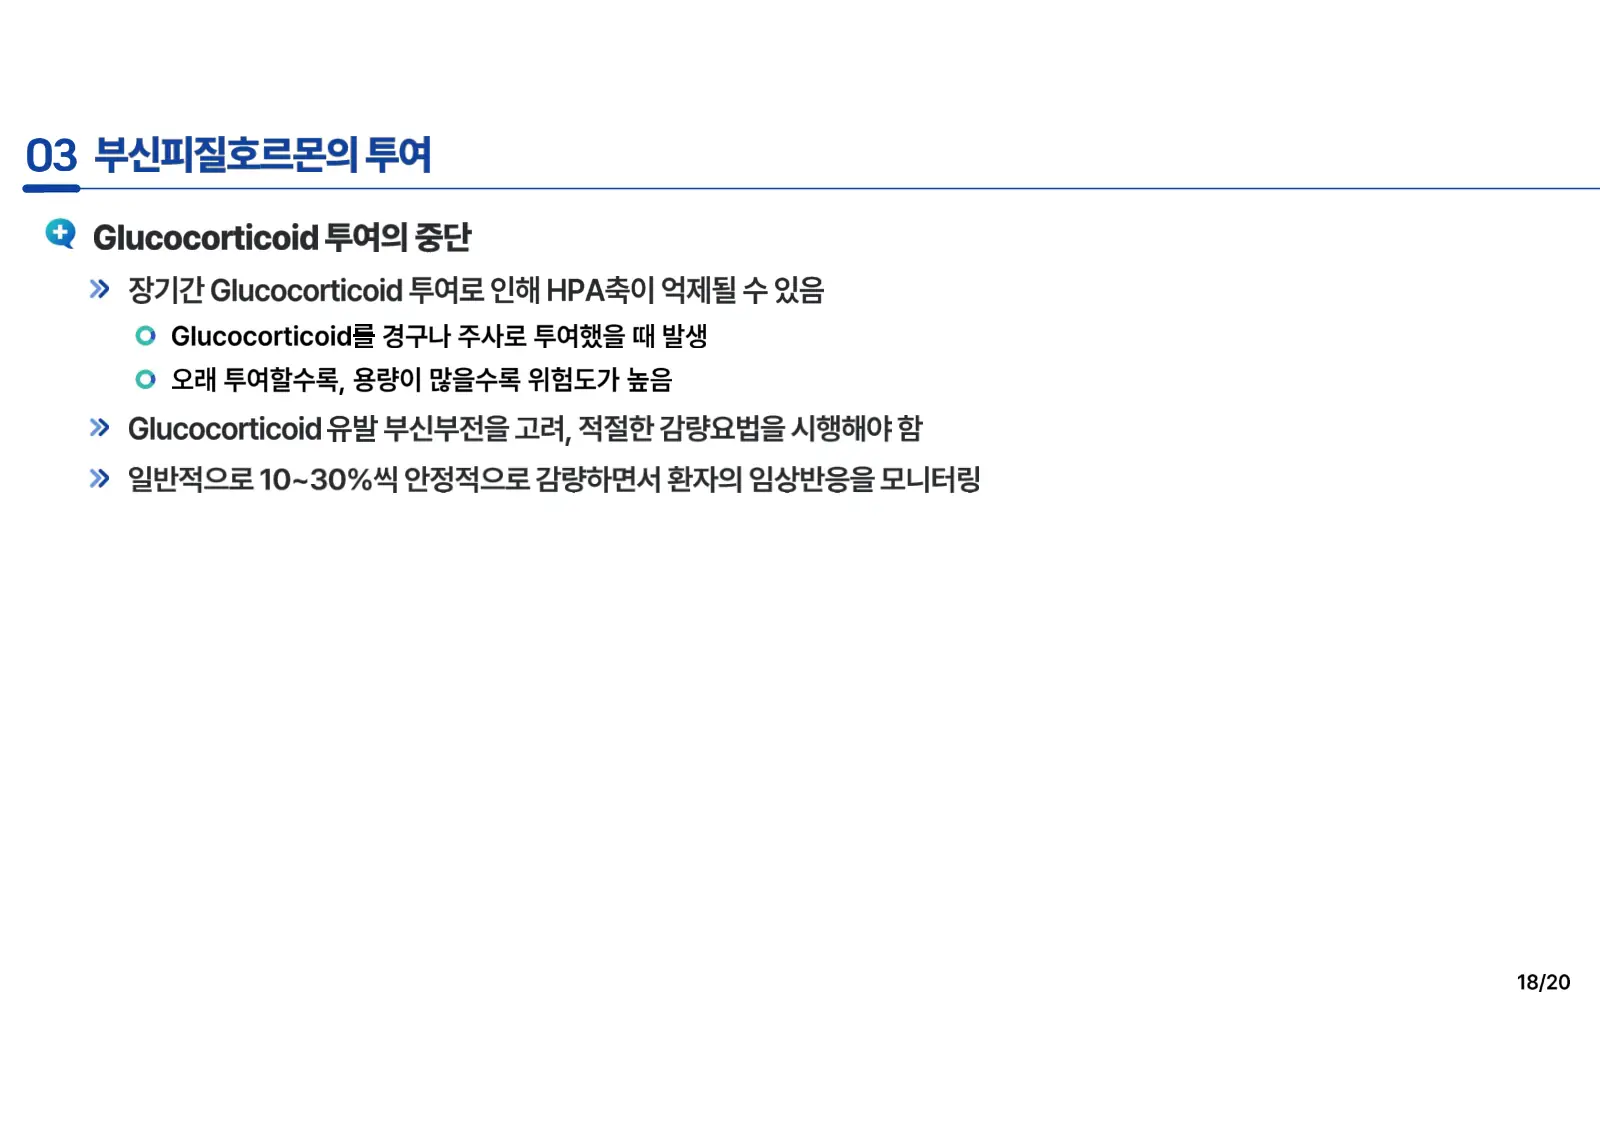 03 부신피질호르몬의 투여
Glucocorticoid 투여의 중단
장기간 Glucocorticoid 투여로 인해 HPA축이 억제될 수 있음
Glucocorticoid를 경구나 주사로 투여했을 때 발생
오래 투여할수록, 용량이 많을수록 위험도가 높음
Glucocorticoid 유발 부신부전을 고려, 적절한 감량요법을 시행해야 함
일반적으로 10~30%씩 안정적으로 감량하면서 환자의 임상반응을 모니터링
18/20